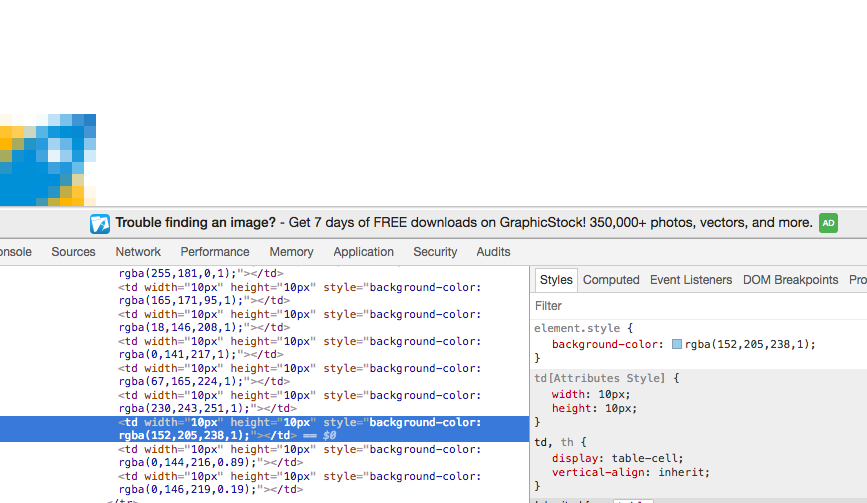 Trouble finding an image? - Get 7 days of FREE downloads on GraphicStock! 350,000+ photos, vectors, and more. AD
onsole Sources Network Performance Memory Application Security Audits
rgba(255,181,0,1);"></td>
<td width="10px" height="10px" style="background-color:
rgba(165,171,95,1);"></td>
<td width="10px" height="10px" style="background-color:
rgba(18,146,208,1);"></td>
<td width="10px" height="10px" style="background-color:
rgba(0,141,217,1);"></td>
<td width="10px" height="10px" style="background-color:
rgba(67,165,224,1);"></td>
<td width="10px" height="10px" style="background-color:
rgba(230,243,251,1);"></td>
<td width="10px" height="10px" style="background-color:
rgba(152,205,238,1);"></td> == $0
<td width="10px" height="10px" style="background-color:
rgba(0,144,216,0.89);"></td>
<td width="10px" height="10px" style="background-color:
rgba(0,146,219,0.19);"></td>
Styles Computed Event Listeners DOM Breakpoints Pro
Filter
element.style {
background-color: rgba(152,205,238,1);
}
td[Attributes Style] {
width: 10px;
height: 10px;
}
td, th {
display: table-cell;
vertical-align: inherit;
}